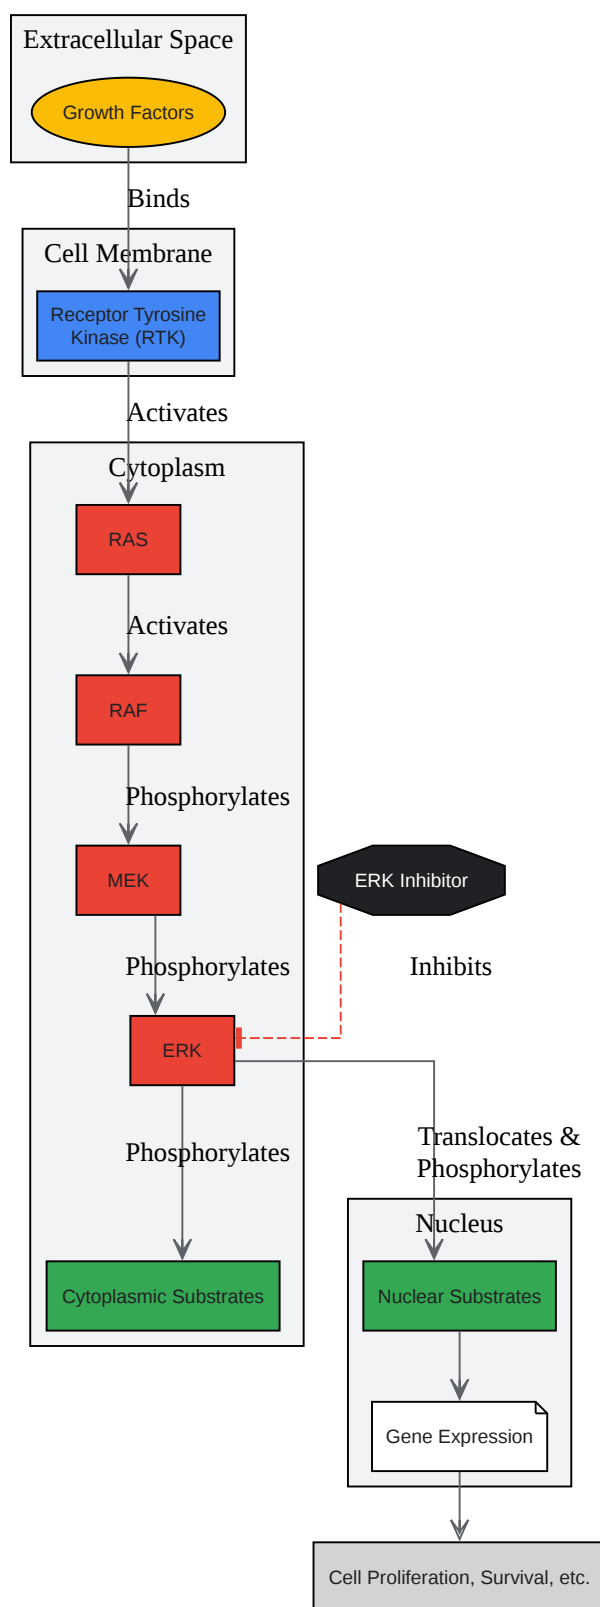 Extracellular Space
Growth Factors
Binds
Cell Membrane
Receptor Tyrosine
Kinase (RTK)
Activates
Cytoplasm
RAS
Activates
RAF
Phosphorylates
MEK
ERK Inhibitor
Phosphorylates
Inhibits
ERK
Phosphorylates
Translocates &
Phosphorylates
Nucleus
Cytoplasmic Substrates
Nuclear Substrates
Gene Expression
Cell Proliferation, Survival, etc.